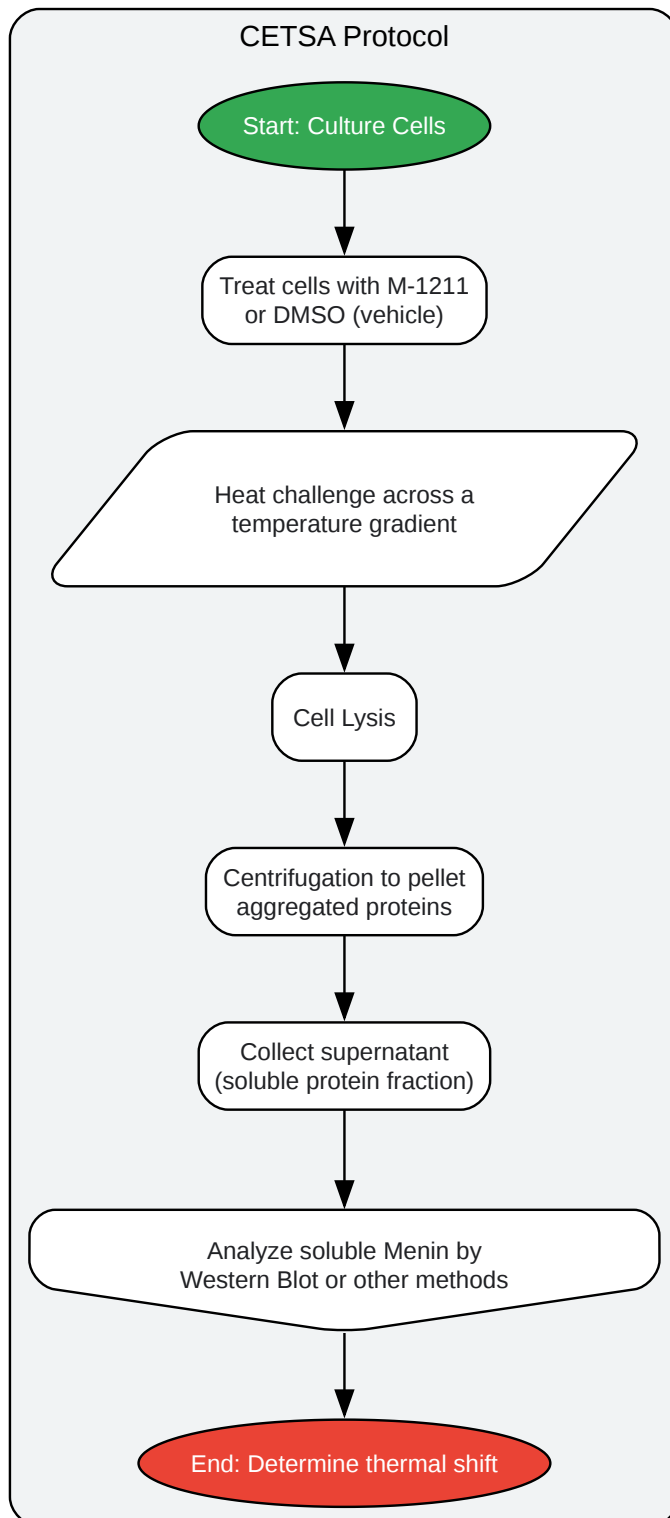 CETSA Protocol
Start: Culture Cells
Treat cells with M-1211
or DMSO (vehicle)
Heat challenge across a
temperature gradient
Cell Lysis
Centrifugation to pellet
aggregated proteins
Collect supernatant
(soluble protein fraction)
Analyze soluble Menin by
Western Blot or other methods
End: Determine thermal shift